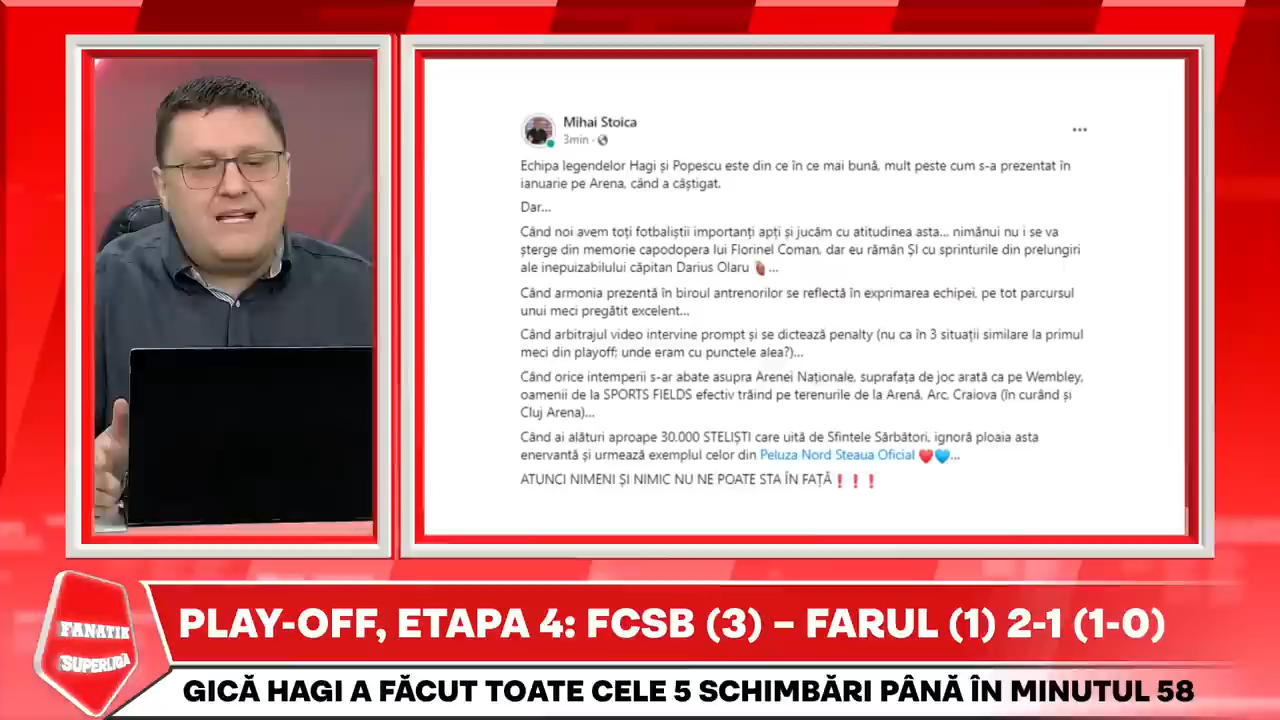 Mihai Stoica
3min
Echipa legendelor Hagi și Popescu este din ce în ce mai bună, mult peste cum s-a prezentat în
ianuarie pe Arena, când a câștigat.
Dar...
Când noi avem toți fotbaliștii importanți apți și jucăm cu atitudinea asta... nimănui nu i se va
șterge din memorie capodopera lui Florinel Coman, dar eu rămân ȘI cu sprinturile din prelungiri
ale inepuizabilului căpitan Darius Olaru ...
Când armonia prezentă în biroul antrenorilor se reflectă în exprimarea echipei, pe tot parcursul
unui meci pregătit excelent...
Când arbitrajul video intervine prompt și se dictează penalty (nu ca în 3 situații similare la primul
meci din playoff; unde eram cu punctele alea?)...
Când orice intemperii s-ar abate asupra Arenei Naționale, suprafața de joc arată ca pe Wembley,
oamenii de la SPORTS FIELDS efectiv trăind pe terenurile de la Arenă, Arc, Craiova (în curând și
Cluj Arena)...
Când ai alături aproape 30.000 STELIȘTI care uită de Sfintele Sărbători, ignoră ploaia asta
enervantă și urmează exemplul celor din Peluza Nord Steaua Oficial ❤️💙...
ATUNCI NIMENI ȘI NIMIC NU NE POATE STA ÎN FAȚĂ❗❗❗
FANATIK
SUPERLIGA
PLAY-OFF, ETAPA 4: FCSB (3) – FARUL (1) 2-1 (1-0)
GICĂ HAGI A FĂCUT TOATE CELE 5 SCHIMBĂRI PÂNĂ ÎN MINUTUL 58